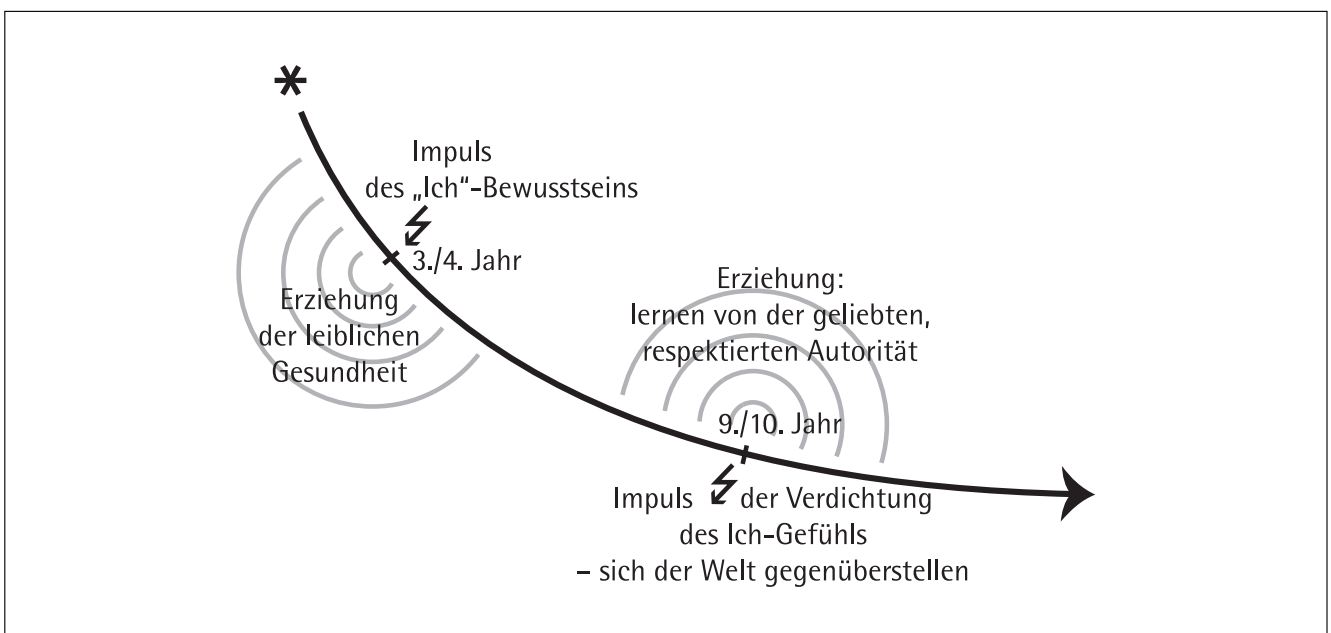 Impuls
des „Ich“-Bewusstseins
3./4. Jahr
Erziehung
der leiblichen
Gesundheit
Erziehung:
lernen von der geliebten,
respektierten Autorität
9./10. Jahr
Impuls der Verdichtung
des Ich-Gefühls
– sich der Welt gegenüberstellen